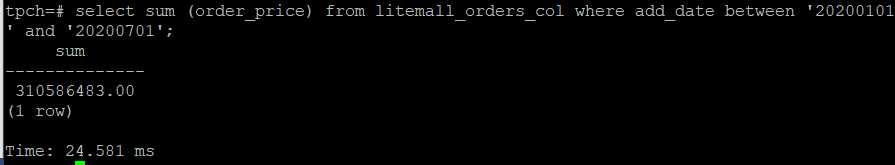 tpch=# select sum (order_price) from litemall_orders_col where add_date between '20200101
' and '20200701';
sum
--------------
310586483.00
(1 row)
Time: 24.581 ms